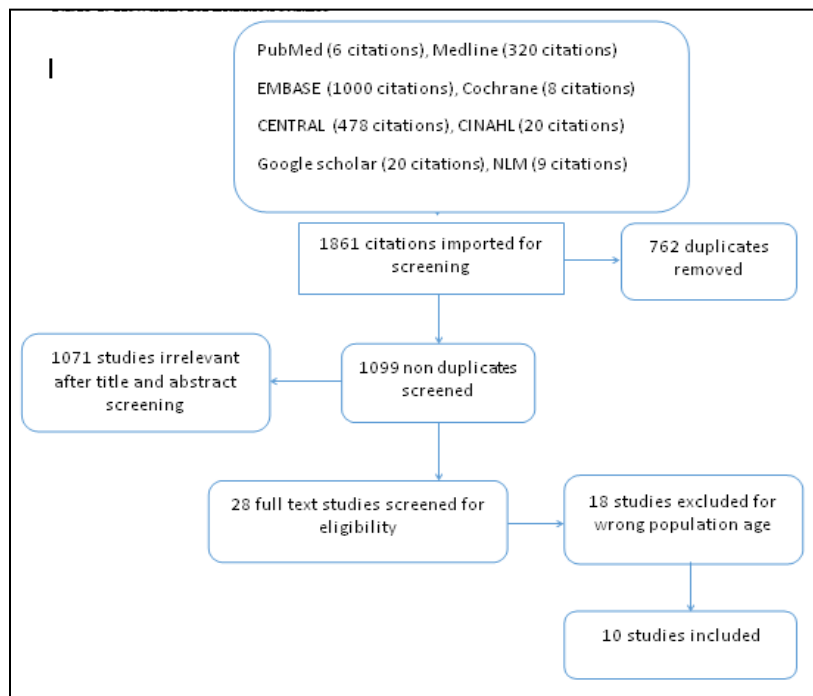 PubMed (6 citations), Medline (320 citations)
EMBASE (1000 citations), Cochrane (8 citations)
CENTRAL (478 citations), CINAHL (20 citations)
Google scholar (20 citations), NLM (9 citations)
1861 citations imported for
screening
762 duplicates
removed
1071 studies irrelevant
after title and abstract
screening
1099 non duplicates
screened
28 full text studies screened for
eligibility
18 studies excluded for
wrong population age
10 studies included